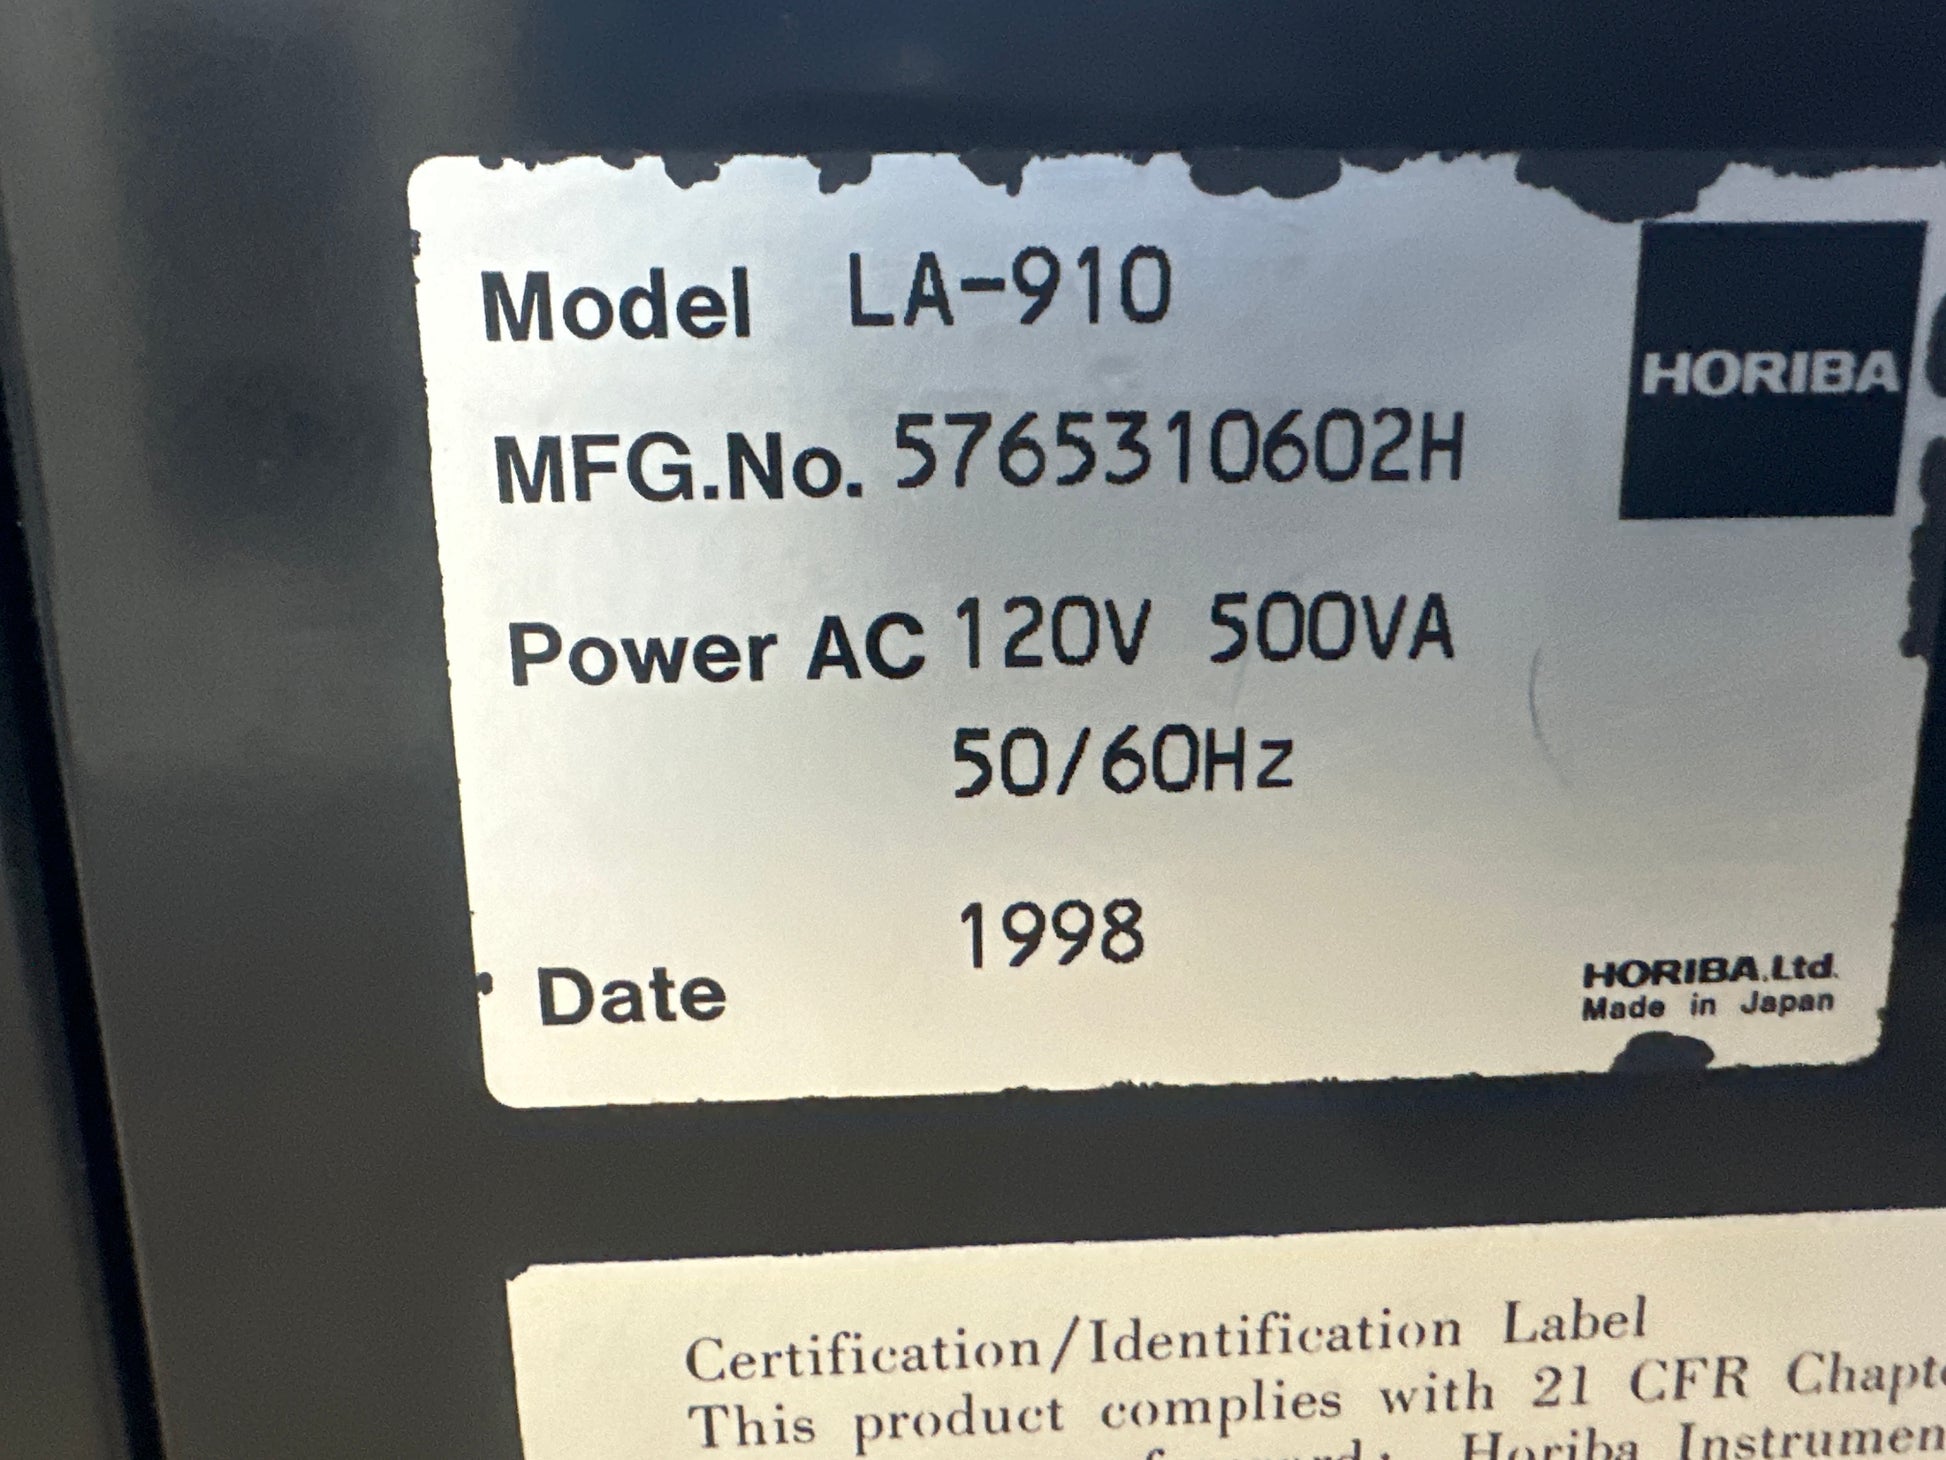 Model LA-910
HORIBA
MFG.No. 5765310602H
Power AC 120V 500VA
50/60Hz
1998
Date
HORIBA.Ltd.
Made in Japan
Certification/Identification Label
This product complies with 21 CFR
Horiba